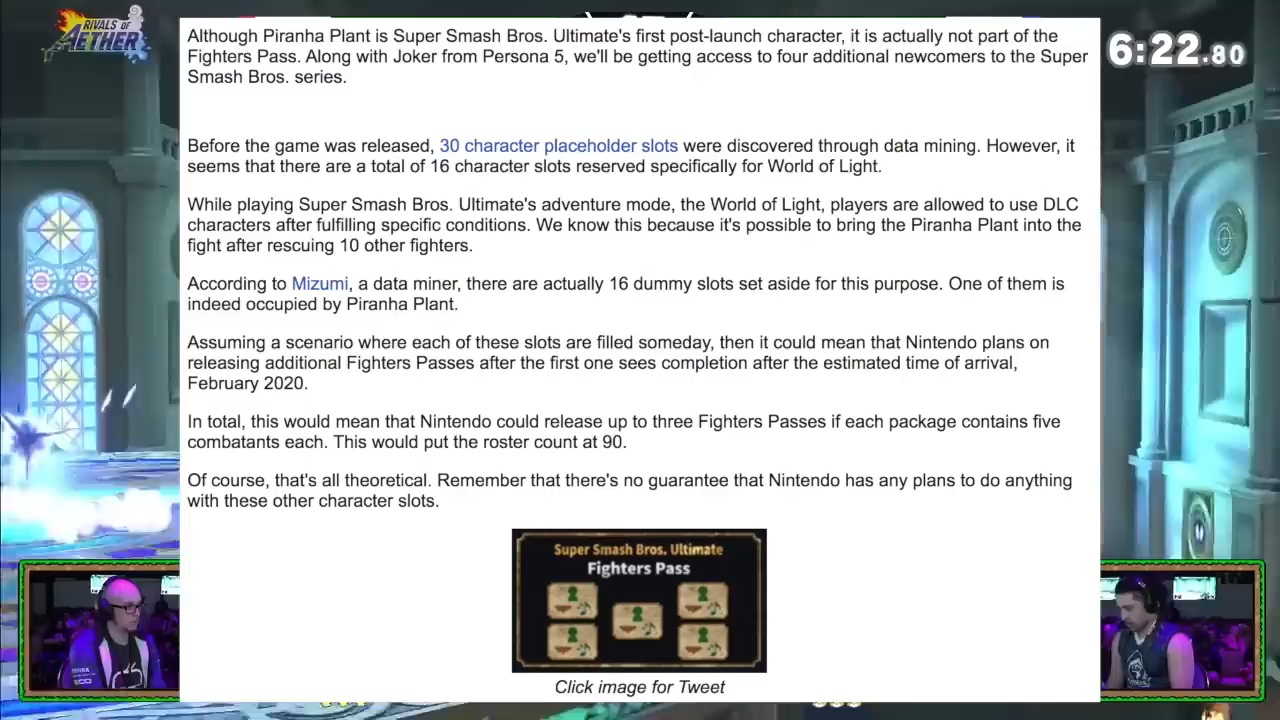 RIVALS OF
AETHER
6:22.80
Although Piranha Plant is Super Smash Bros. Ultimate's first post-launch character, it is actually not part of the
Fighters Pass. Along with Joker from Persona 5, we'll be getting access to four additional newcomers to the Super
Smash Bros. series.
Before the game was released, 30 character placeholder slots were discovered through data mining. However, it
seems that there are a total of 16 character slots reserved specifically for World of Light.
While playing Super Smash Bros. Ultimate's adventure mode, the World of Light, players are allowed to use DLC
characters after fulfilling specific conditions. We know this because it's possible to bring the Piranha Plant into the
fight after rescuing 10 other fighters.
According to Mizumi, a data miner, there are actually 16 dummy slots set aside for this purpose. One of them is
indeed occupied by Piranha Plant.
Assuming a scenario where each of these slots are filled someday, then it could mean that Nintendo plans on
releasing additional Fighters Passes after the first one sees completion after the estimated time of arrival,
February 2020.
In total, this would mean that Nintendo could release up to three Fighters Passes if each package contains five
combatants each. This would put the roster count at 90.
Of course, that's all theoretical. Remember that there's no guarantee that Nintendo has any plans to do anything
with these other character slots.
Super Smash Bros. Ultimate
Fighters Pass
Click image for Tweet